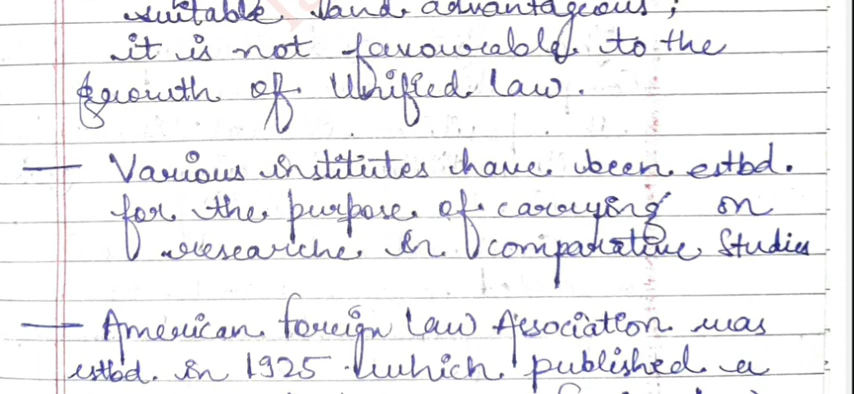 suitable and advantageous ;
it is not favourable to the
growth of Unified law .
— Various institutes have been estbd.
for the purpose of carrying on
researche in comparative Studies
— American foreign law Association was
estbd. in 1925 which published a